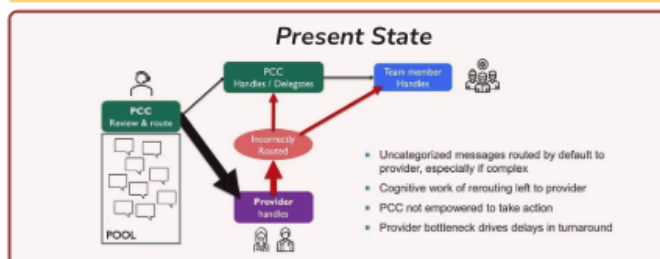 Present State
PCC
Review & route
POOL
PCC
Handles / Delegates
Team member
Handles
Incorrectly
Routed
Provider
handles
Uncategorized messages routed by default to
provider, especially if complex
Cognitive work of rerouting left to provider
PCC not empowered to take action
Provider bottleneck drives delays in turnaround